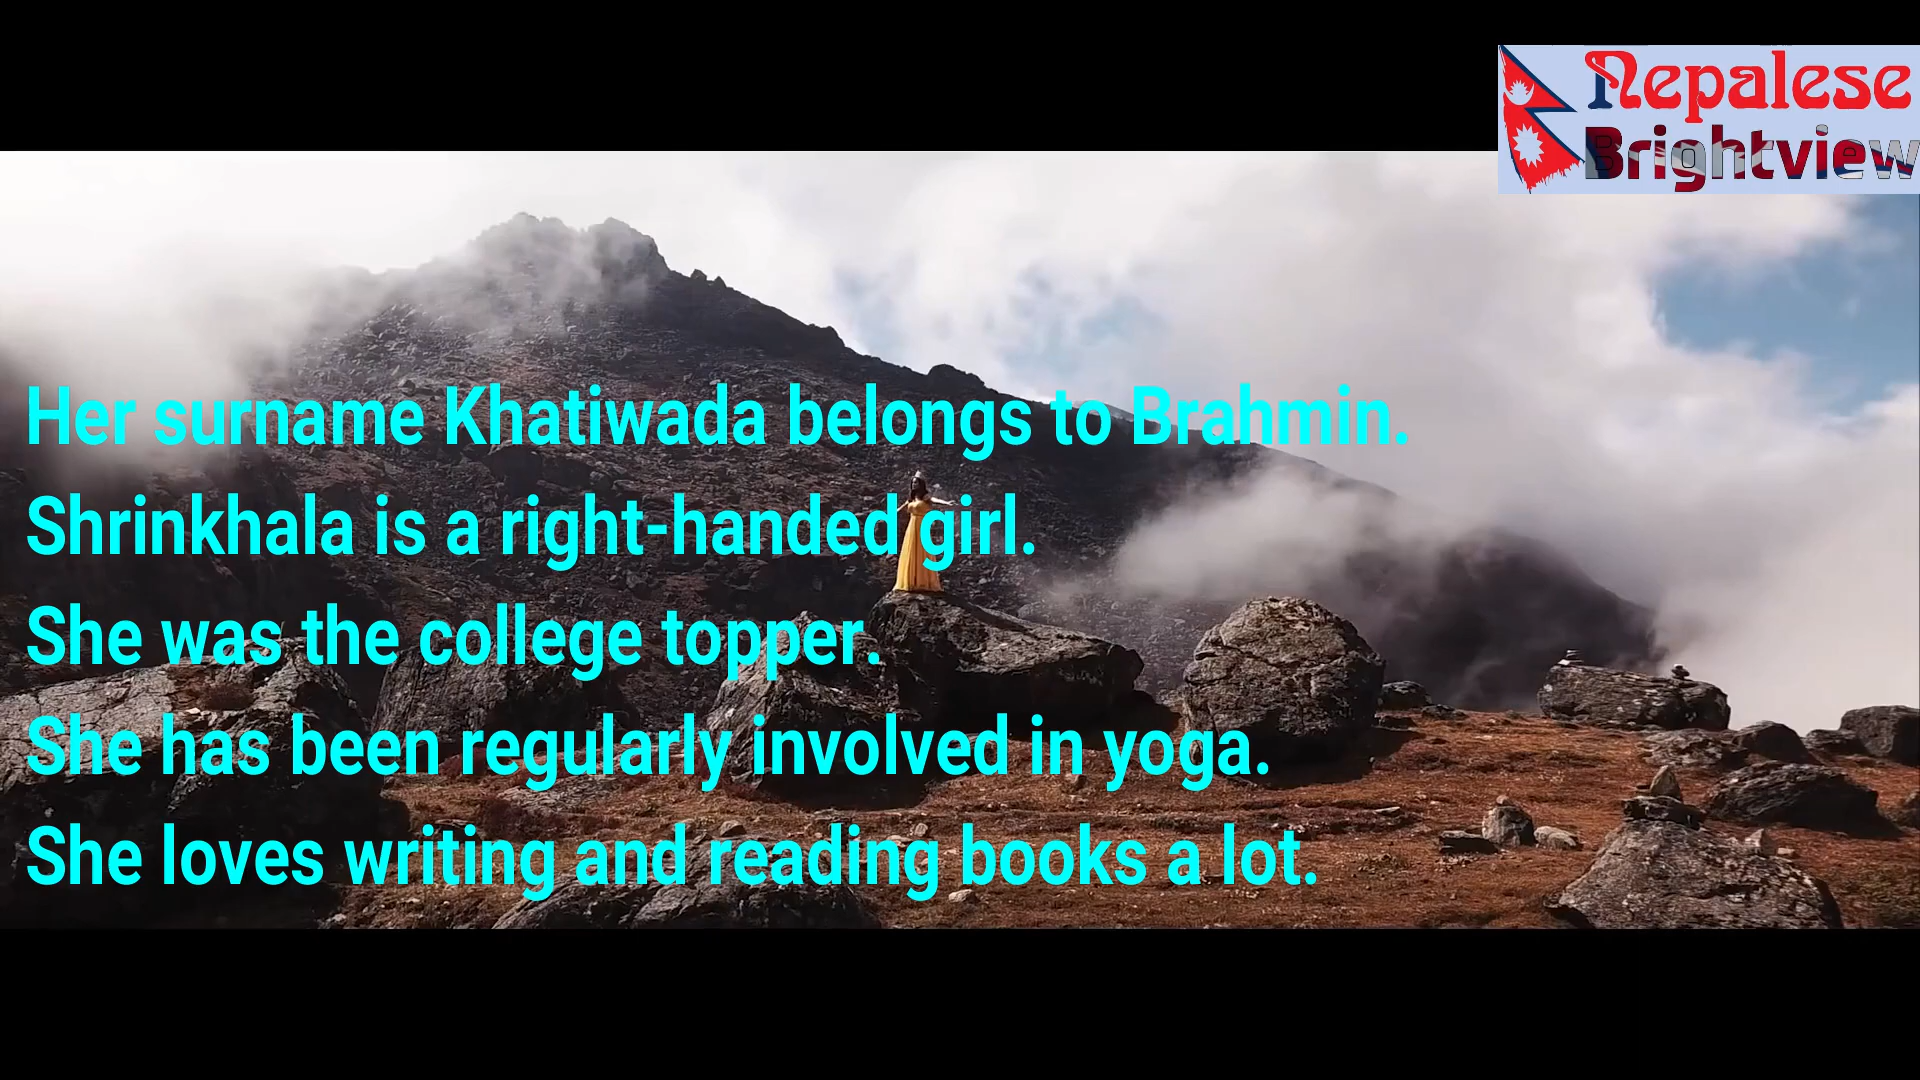 Nepalese
Brightview
Her surname Khatiwada belongs to Brahmin.
Shrinkhala is a right-handed girl.
She was the college topper.
She has been regularly involved in yoga.
She loves writing and reading books a lot.